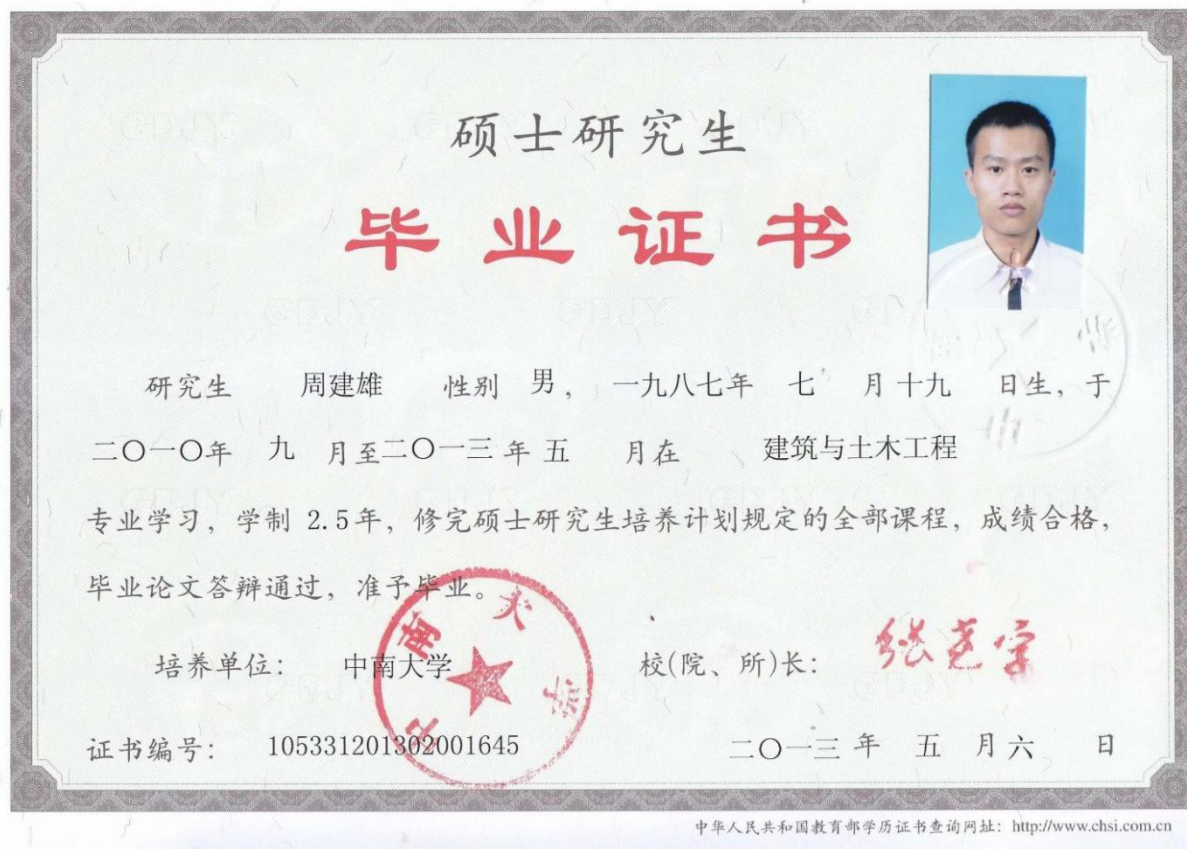 硕士研究生
毕业证书
研究生 周建雄 性别 男， 一九八七年 七 月十九 日生，于
二〇一〇年 九 月至二〇一三年五 月在 建筑与土木工程
专业学习，学制 2.5年，修完硕士研究生培养计划规定的全部课程，成绩合格，
毕业论文答辩通过，准予毕业。
培养单位： 中南大学 校(院、所)长： 张尧学
中南大学
证书编号： 105331201302001645 二〇一三年 五 月六 日
中华人民共和国教育部学历证书查询网址：http://www.chsi.com.cn